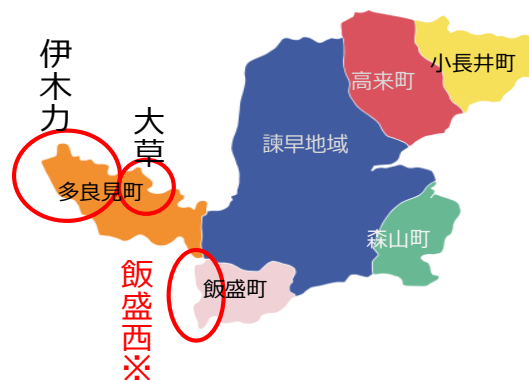 伊木力
大草
高来町
小長井町
諫早地域
多良見町
森山町
飯盛町
飯盛西※